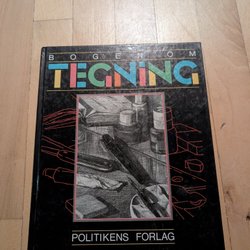 BOGEN OM
TEGNING
POLITIKENS FORLAG